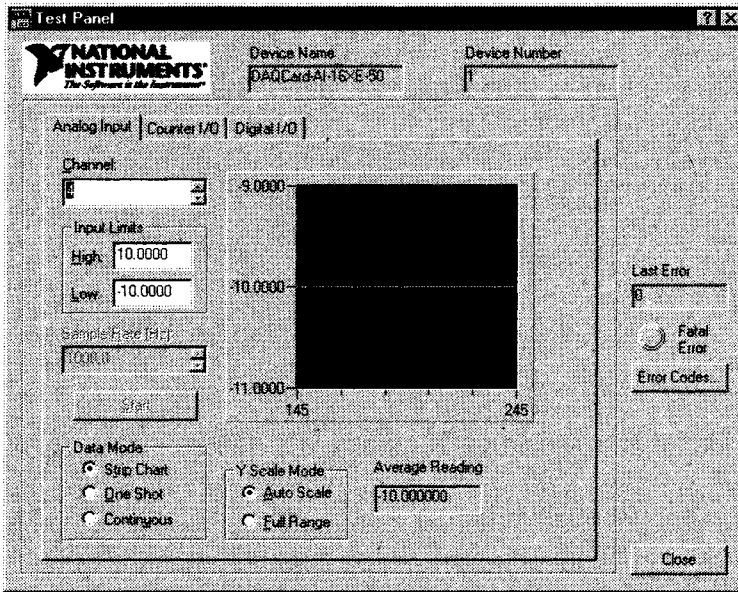 Test Panel
NATIONAL
INSTRUMENTS
The Software is the Instrument
Device Name
DAQCard-AI-16XE-50
Device Number
1
Analog Input
Counter I/O
Digital I/O
Channel:
Input Limits
High: 10.0000
Low: -10.0000
Sample Rate (Hz):
1000.0
Start
-9.0000
-10.0000
-11.0000
145
245
Data Mode
Strip Chart
One Shot
Continuous
Y Scale Mode
Auto Scale
Full Range
Average Reading
-10.000000
Last Error
0
Fatal
Error
Error Codes...
Close